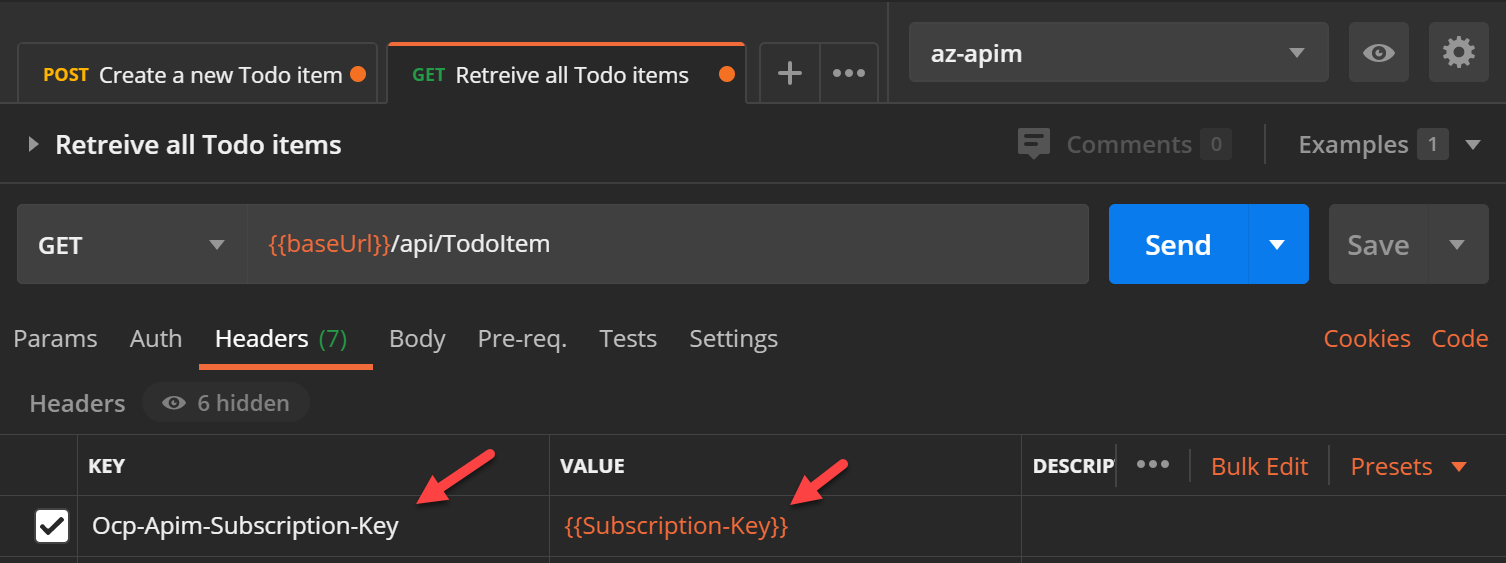 POST Create a new Todo item
GET Retreive all Todo items
az-apim
Retreive all Todo items
Comments 0
Examples 1
GET
{{baseUrl}}/api/TodoItem
Send
Save
Params Auth Headers (7) Body Pre-req. Tests Settings Cookies Code
Headers 6 hidden
KEY VALUE DESCRIP Bulk Edit Presets
Ocp-Apim-Subscription-Key {{Subscription-Key}}